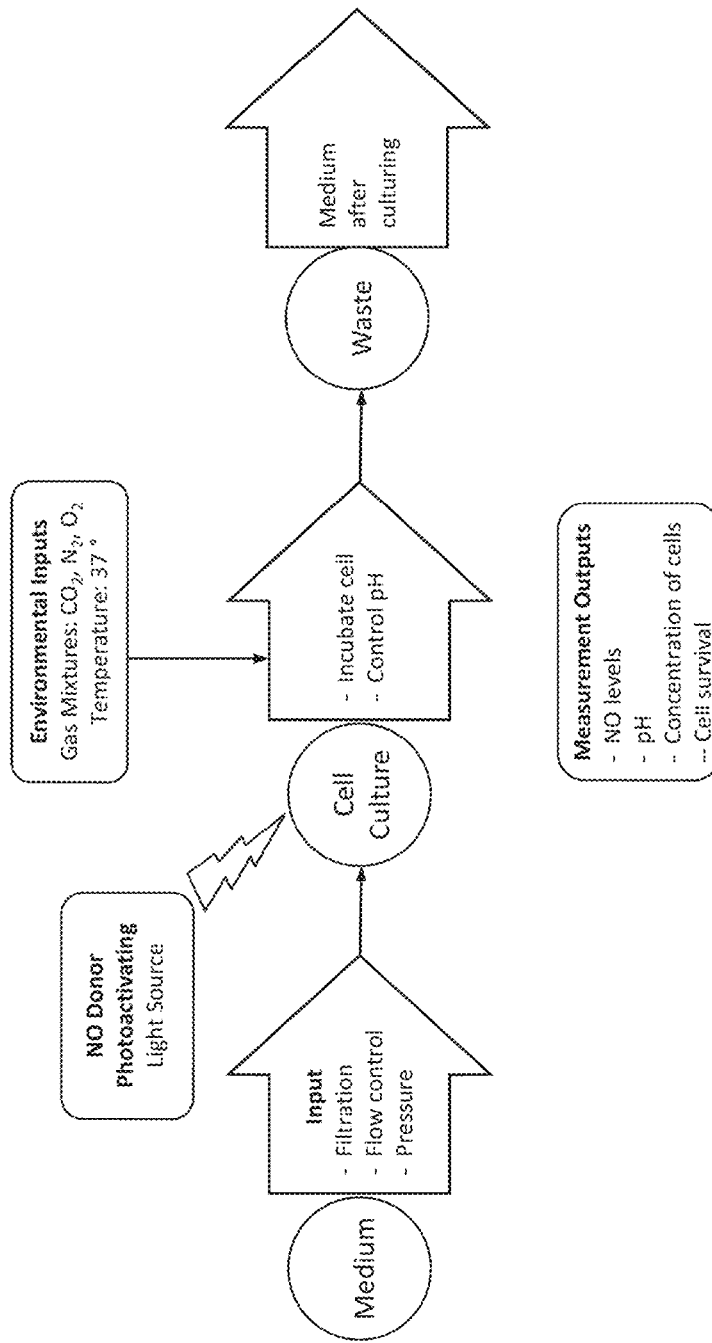 Medium
Input
- Filtration
- Flow control
- Pressure
NO Donor
Photoactivating
Light Source
Cell
Culture
Environmental Inputs
Gas Mixtures: CO₂, N₂, O₂
Temperature: 37°
- Incubate cell
- Control pH
Waste
Medium
after
culturing
Measurement Outputs
- NO levels
- pH
- Concentration of cells
-- Cell survival